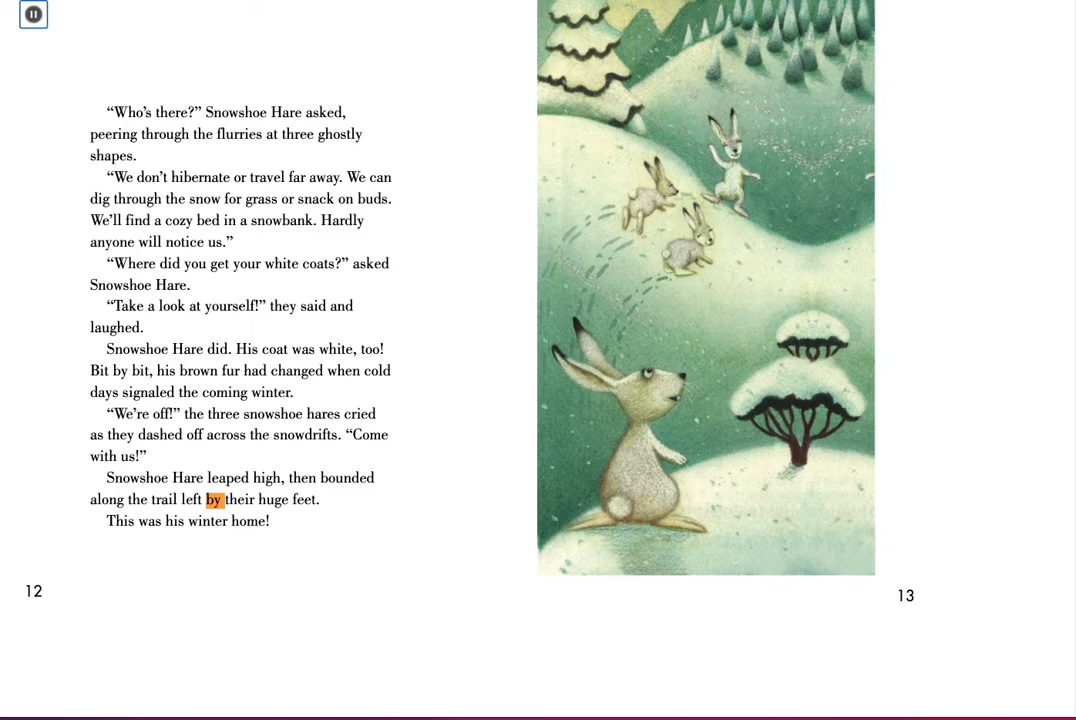 “Who’s there?” Snowshoe Hare asked,
peering through the flurries at three ghostly
shapes.
“We don’t hibernate or travel far away. We can
dig through the snow for grass or snack on buds.
We’ll find a cozy bed in a snowbank. Hardly
anyone will notice us.”
“Where did you get your white coats?” asked
Snowshoe Hare.
“Take a look at yourself!” they said and
laughed.
Snowshoe Hare did. His coat was white, too!
Bit by bit, his brown fur had changed when cold
days signaled the coming winter.
“We’re off!” the three snowshoe hares cried
as they dashed off across the snowdrifts. “Come
with us!”
Snowshoe Hare leaped high, then bounded
along the trail left by their huge feet.
This was his winter home!
12
13